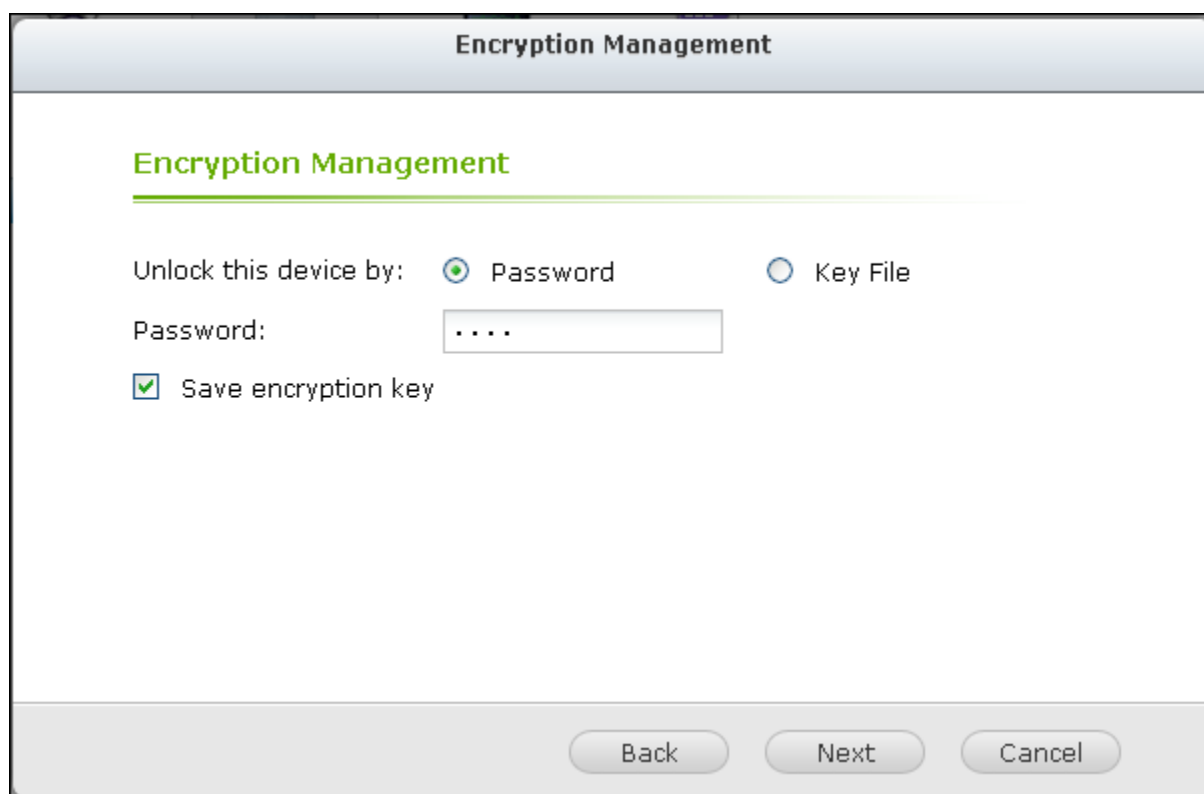 Encryption Management
Encryption Management
Unlock this device by: Password Key File
Password: ....
Save encryption key
Back Next Cancel